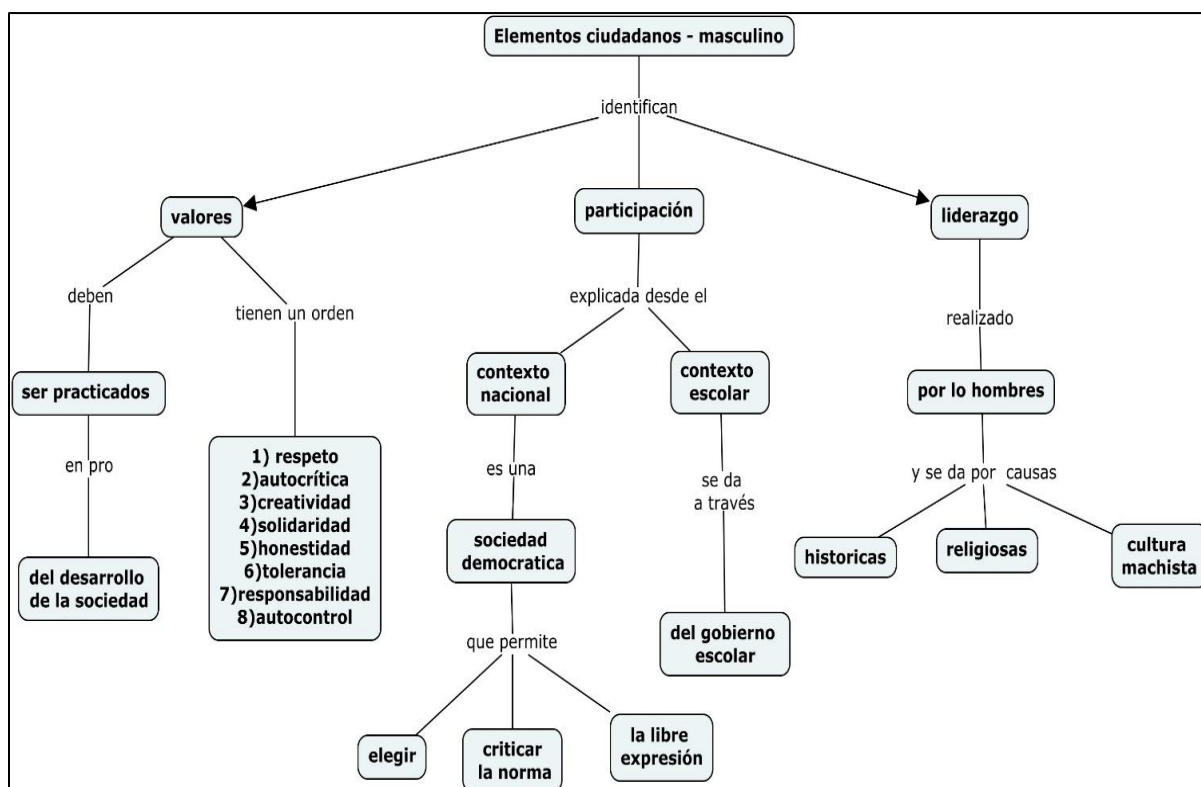 Elementos ciudadanos - masculino
identifican
valores
participación
liderazgo
deben
tienen un orden
explicada desde el
realizado
ser practicados
contexto
nacional
contexto
escolar
por lo hombres
en pro
1) respeto
2)autocrítica
3)creatividad
4)solidaridad
5)honestidad
6)tolerancia
7)responsabilidad
8)autocontrol
es una
se da
a través
y se da por causas
del desarrollo
de la sociedad
sociedad
democratica
historicas
religiosas
cultura
machista
que permite
del gobierno
escolar
elegir
criticar
la norma
la libre
expresión